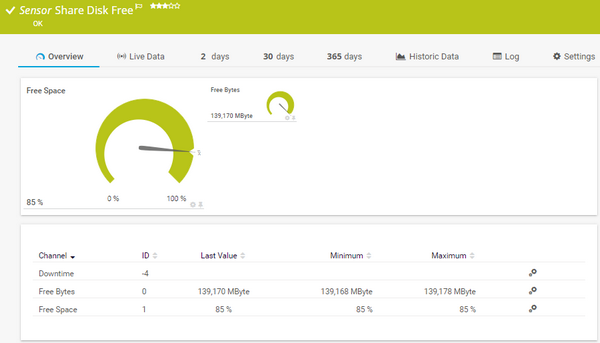 Sensor Share Disk Free
OK
Overview
Live Data
2 days
30 days
365 days
Historic Data
Log
Settings
Free Space
Free Bytes
139,170 MByte
0 %
100 %
85 %
Channel ID Last Value Minimum Maximum
Downtime -4
Free Bytes 0 139,170 MByte 139,168 MByte 139,178 MByte
Free Space 1 85 % 85 % 85 %